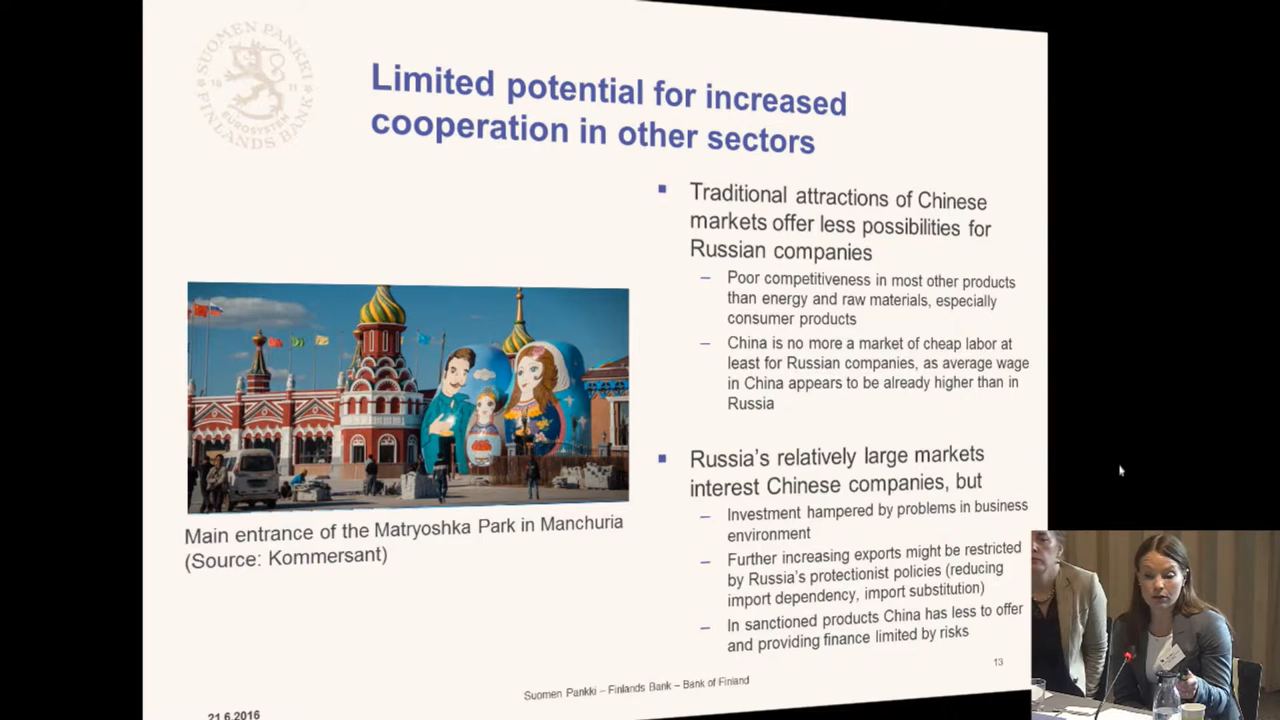 SUOMEN PANKKI
18 11
EUROSYSTEM
FINLANDS BANK
Limited potential for increased
cooperation in other sectors
Main entrance of the Matryoshka Park in Manchuria
(Source: Kommersant)
Traditional attractions of Chinese
markets offer less possibilities for
Russian companies
– Poor competitiveness in most other products
than energy and raw materials, especially
consumer products
– China is no more a market of cheap labor at
least for Russian companies, as average wage
in China appears to be already higher than in
Russia
Russia's relatively large markets
interest Chinese companies, but
– Investment hampered by problems in business
environment
– Further increasing exports might be restricted
by Russia's protectionist policies (reducing
import dependency, import substitution)
– In sanctioned products China has less to offer
and providing finance limited by risks
13
Suomen Pankki – Finlands Bank – Bank of Finland
21.6.2016